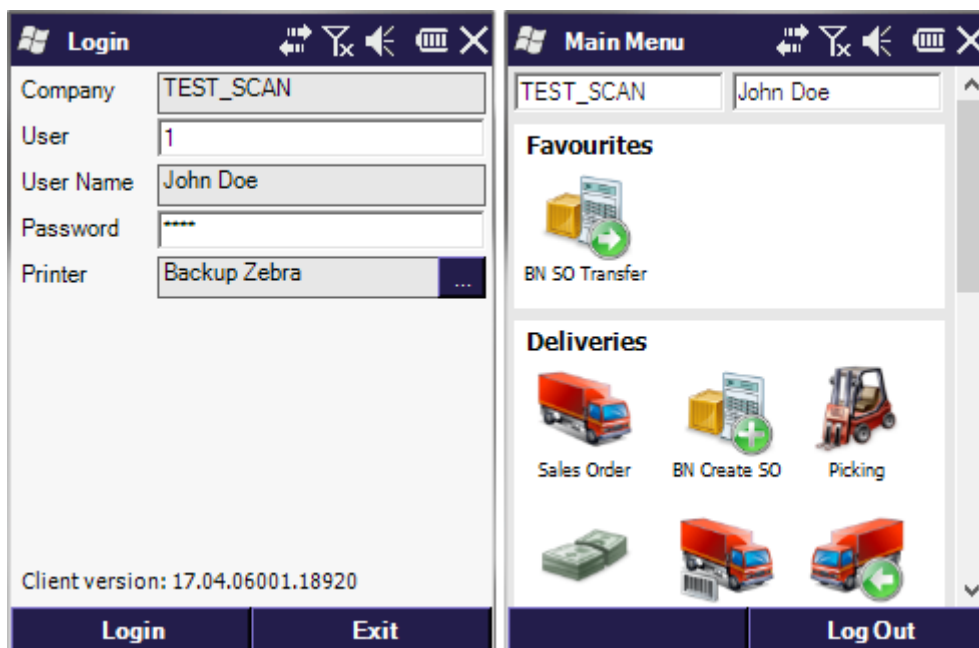 Login
Company TEST_SCAN
User 1
User Name John Doe
Password ****
Printer Backup Zebra ...
Client version: 17.04.06001.18920
Login Exit
Main Menu
TEST_SCAN John Doe
Favourites
BN SO Transfer
Deliveries
Sales Order BN Create SO Picking
Log Out